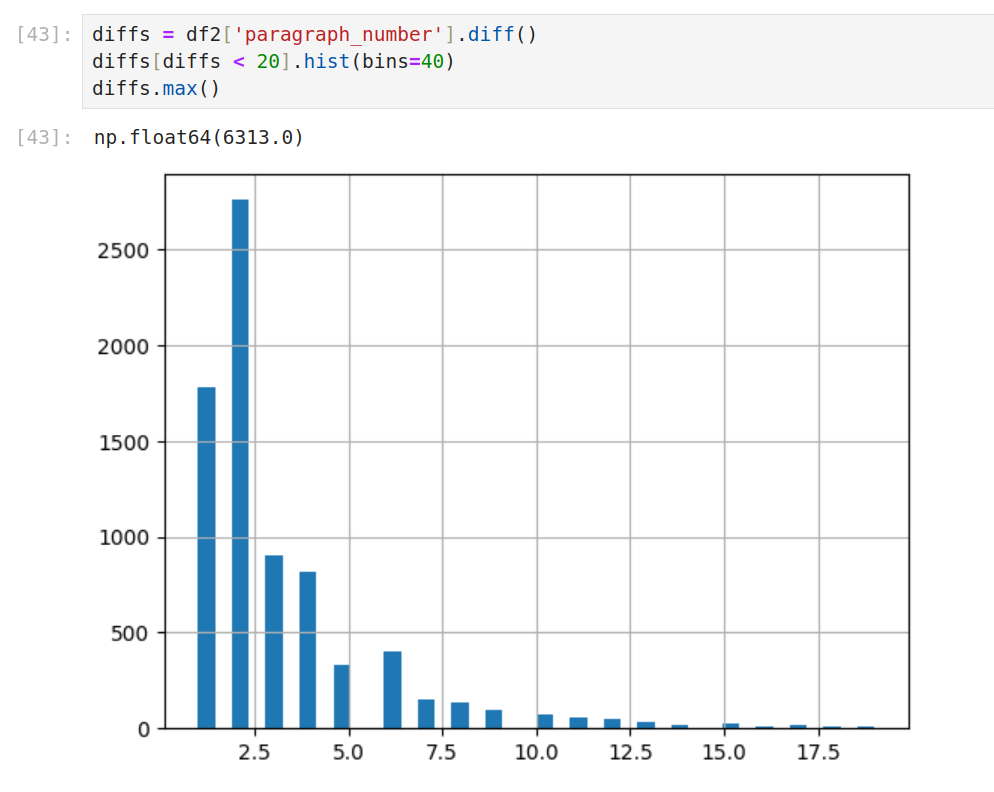 [43]: diffs = df2['paragraph_number'].diff()
diffs[diffs < 20].hist(bins=40)
diffs.max()
[43]: np.float64(6313.0)
2500
2000
1500
1000
500
0
2.5 5.0 7.5 10.0 12.5 15.0 17.5